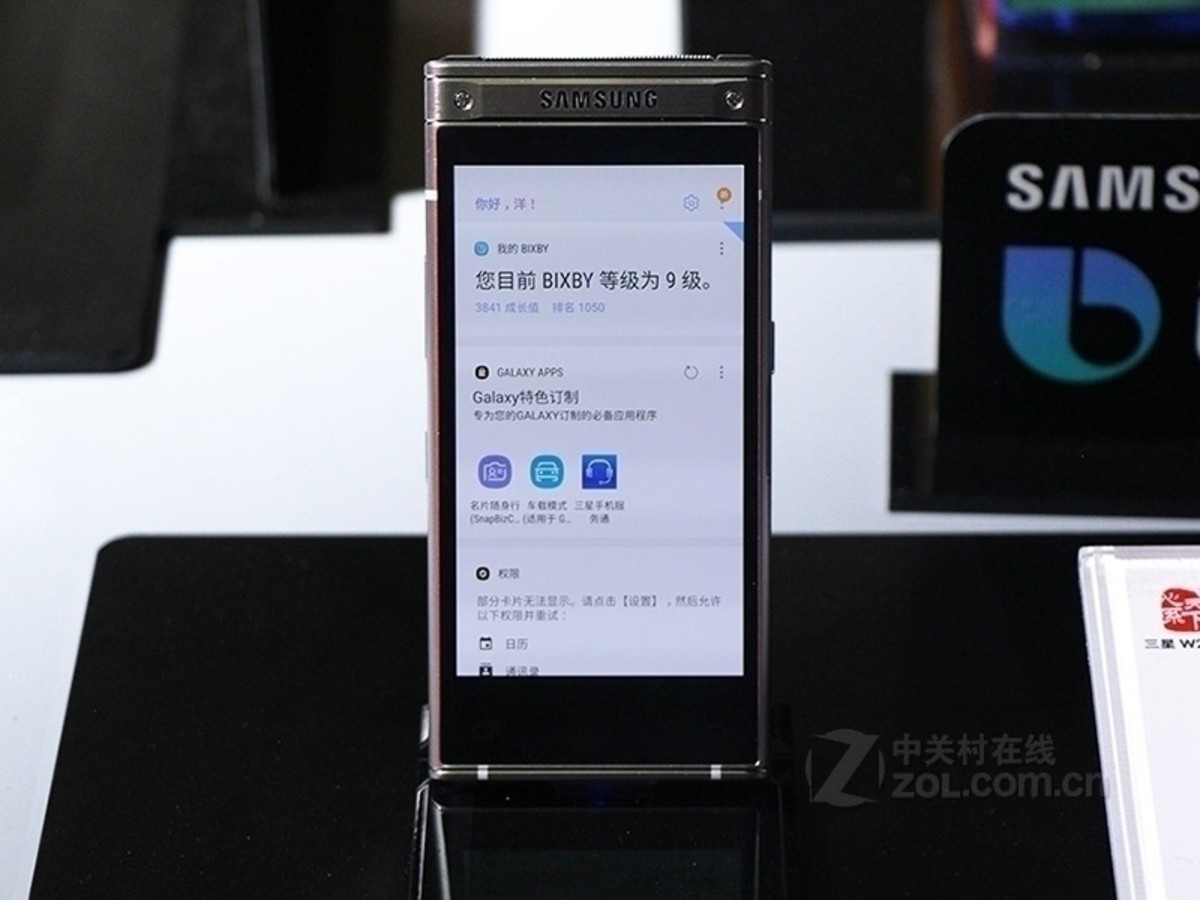 SAMSUNG
你好，洋！
我的 BIXBY
您目前 BIXBY 等级为 9 级。
3841 成长值 排名 1050
GALAXY APPS
Galaxy特色订制
专为您的GALAXY订制的必备应用程序
名片随身行 车载模式 三星手机服
(SnapBizC... (适用于 G... 务通
权限
部分卡片无法显示。请点击【设置】，然后允许
以下权限并重试：
日历
通讯录
SAMS
b
心系天下
三星 W2
中关村在线
ZOL.com.cn